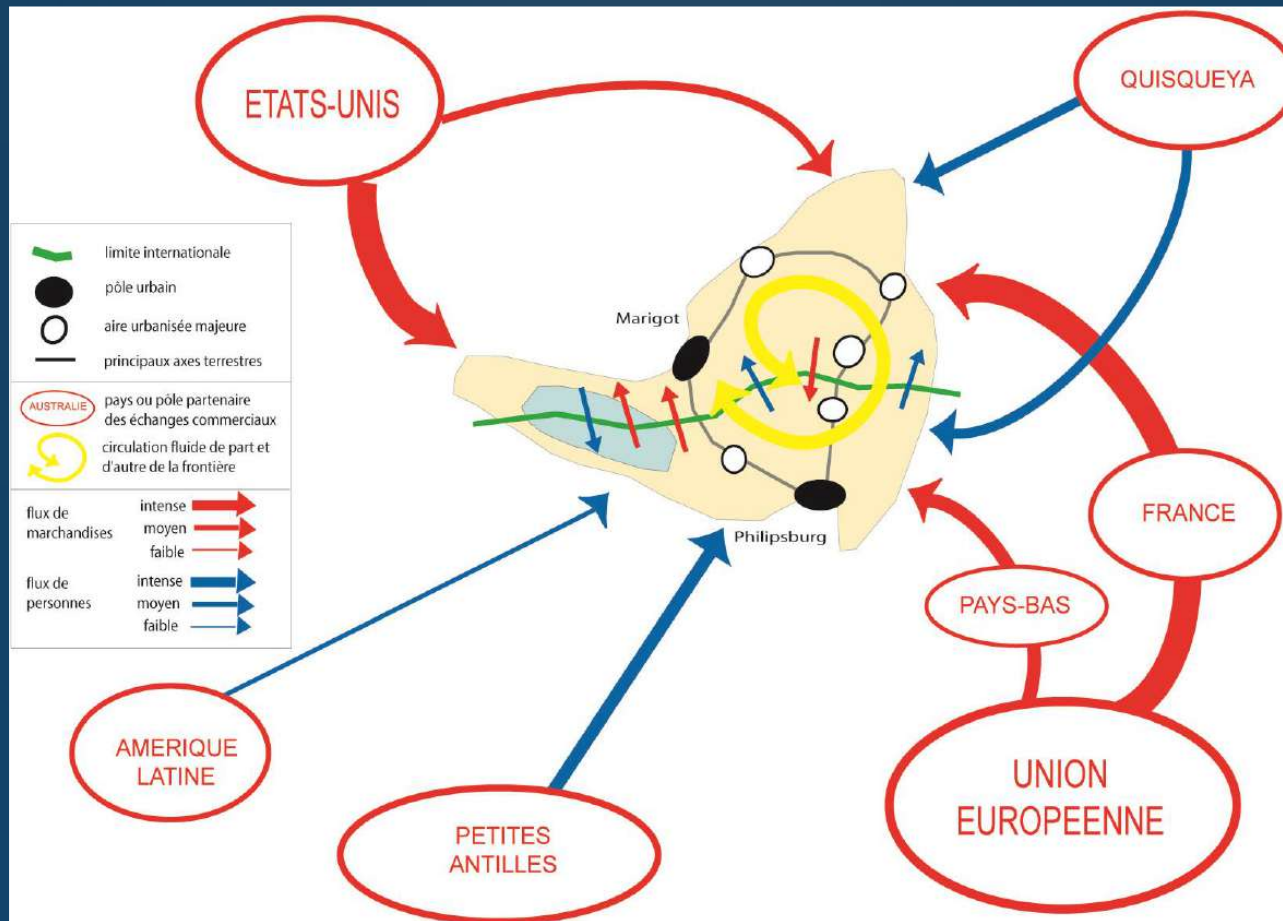 ETATS-UNIS
QUISQUEYA
limite internationale
pôle urbain
aire urbanisée majeure
principaux axes terrestres
AUSTRALIE
pays ou pôle partenaire
des échanges commerciaux
circulation fluide de part et
d'autre de la frontière
flux de
marchandises
intense
moyen
faible
flux de
personnes
intense
moyen
faible
Marigot
Philipsburg
FRANCE
PAYS-BAS
AMERIQUE
LATINE
PETITES
ANTILLES
UNION
EUROPEENNE